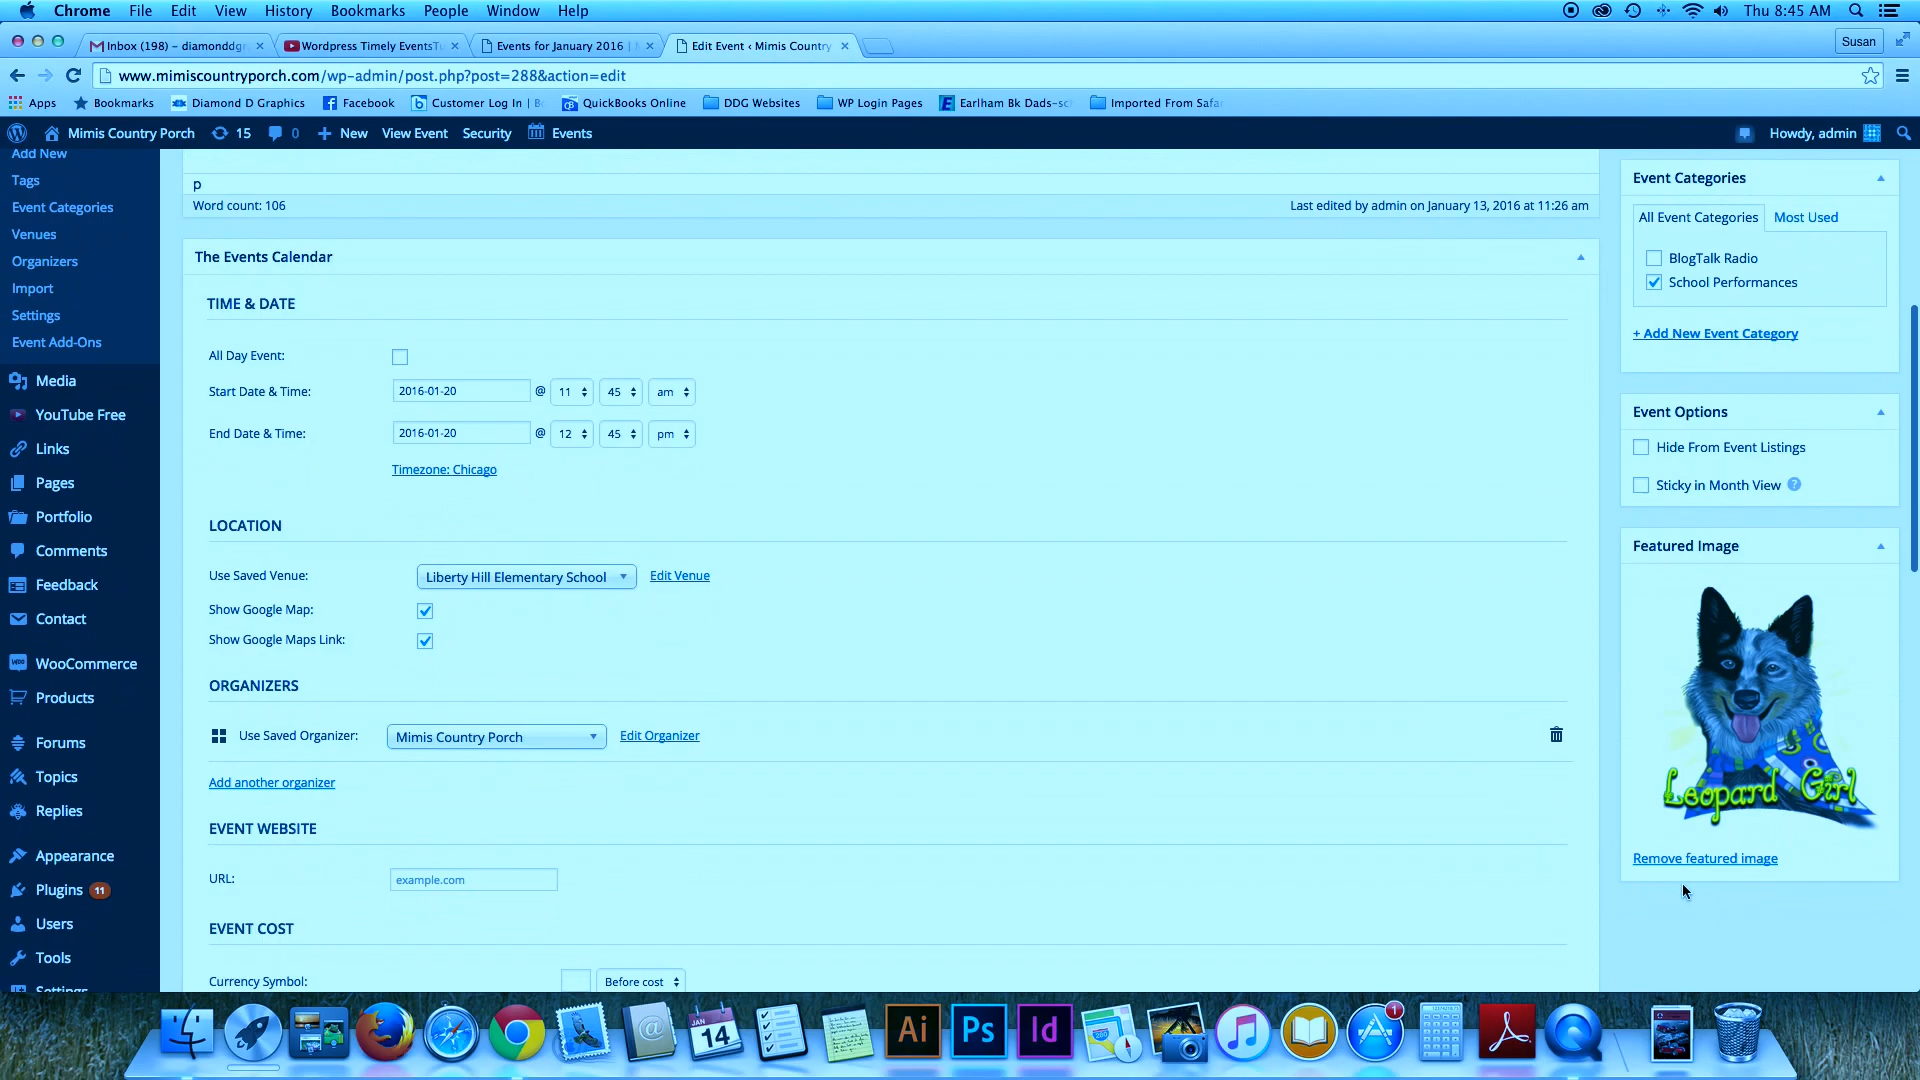 Chrome File Edit View History Bookmarks People Window Help Thu 8:45 AM
Inbox (198) – diamonddgr
Wordpress Timely EventsTu
Events for January 2016 |
Edit Event ‹ Mimis Country
Susan
www.mimiscountryporch.com/wp-admin/post.php?post=288&action=edit
Apps Bookmarks Diamond D Graphics Facebook Customer Log In | QuickBooks Online DDG Websites WP Login Pages Earlham Bk Dads-sc Imported From Safar
Mimis Country Porch 15 0 New View Event Security Events Howdy, admin
Add New
Tags
Event Categories
Venues
Organizers
Import
Settings
Event Add-Ons
Media
YouTube Free
Links
Pages
Portfolio
Comments
Feedback
Contact
WooCommerce
Products
Forums
Topics
Replies
Appearance
Plugins 11
Users
Tools
Settings
p
Word count: 106
Last edited by admin on January 13, 2016 at 11:26 am
The Events Calendar
TIME & DATE
All Day Event:
Start Date & Time: 2016-01-20 @ 11 45 am
End Date & Time: 2016-01-20 @ 12 45 pm
Timezone: Chicago
LOCATION
Use Saved Venue: Liberty Hill Elementary School Edit Venue
Show Google Map:
Show Google Maps Link:
ORGANIZERS
Use Saved Organizer: Mimis Country Porch Edit Organizer
Add another organizer
EVENT WEBSITE
URL: example.com
EVENT COST
Currency Symbol: Before cost
Event Categories
All Event Categories Most Used
BlogTalk Radio
School Performances
+ Add New Event Category
Event Options
Hide From Event Listings
Sticky in Month View ?
Featured Image
Leopard Girl
Remove featured image
JAN
14
Ai
Ps
Id
1